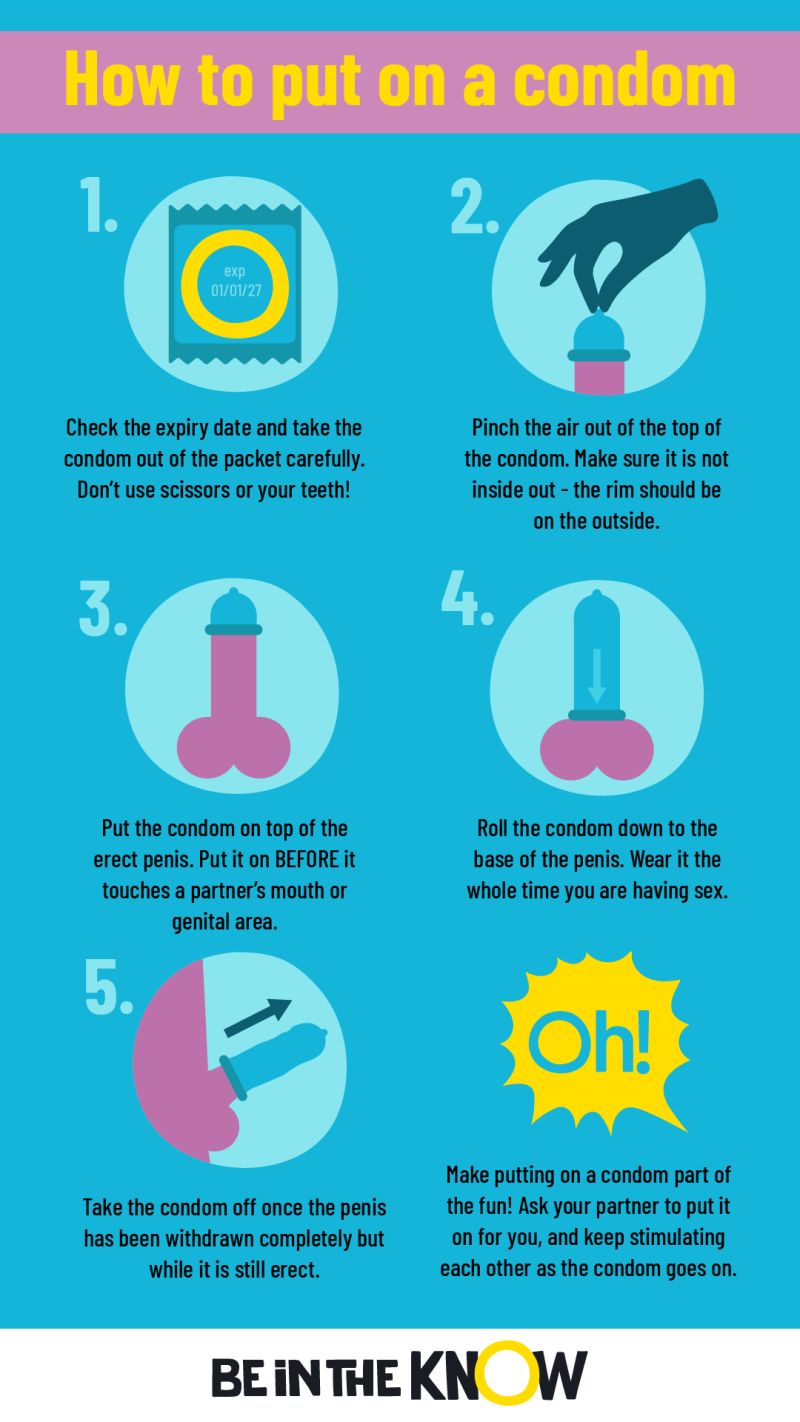 How to put on a condom
1.
exp
01/01/27
Check the expiry date and take the
condom out of the packet carefully.
Don't use scissors or your teeth!
2.
Pinch the air out of the top of
the condom. Make sure it is not
inside out - the rim should be
on the outside.
3.
Put the condom on top of the
erect penis. Put it on BEFORE it
touches a partner's mouth or
genital area.
4.
Roll the condom down to the
base of the penis. Wear it the
whole time you are having sex.
5.
Take the condom off once the penis
has been withdrawn completely but
while it is still erect.
Oh!
Make putting on a condom part of
the fun! Ask your partner to put it
on for you, and keep stimulating
each other as the condom goes on.
BE iN THE KNOW